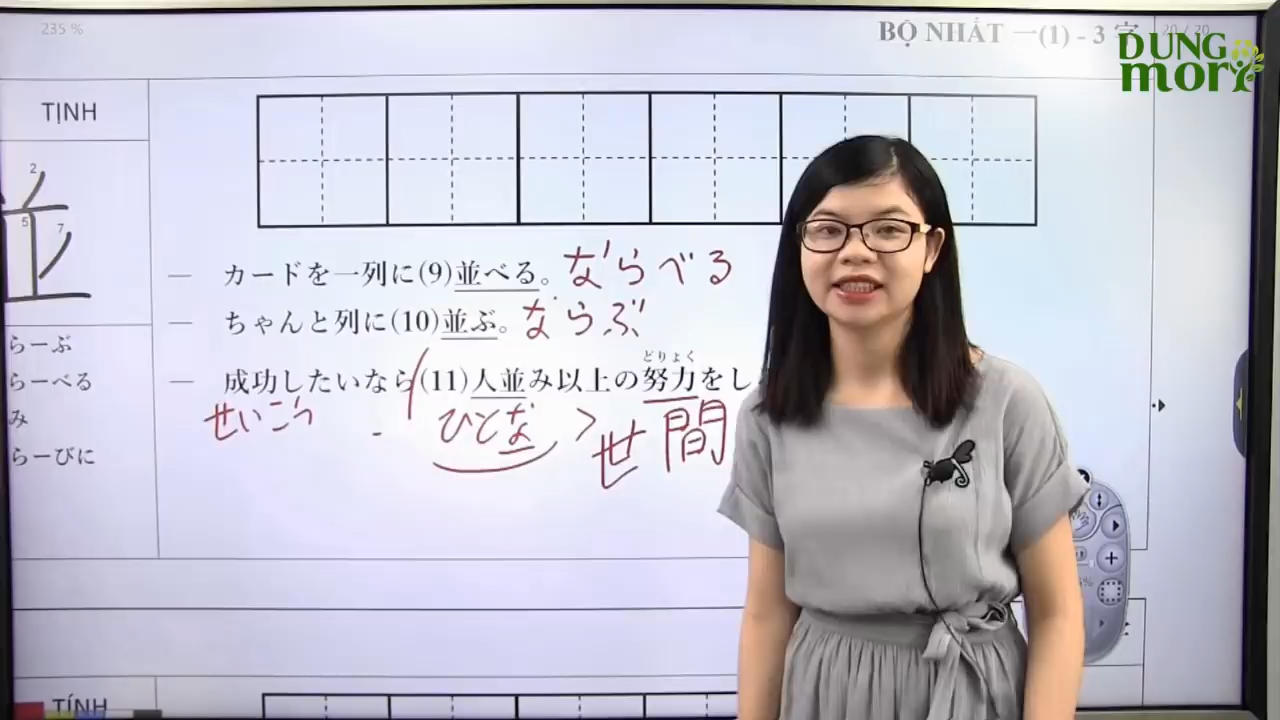 235 %
BỘ NHẤT 一(1) - 3 字
20 / 20
DUNG
mori
TỊNH
2
5
7
並
らーぶ
らーべる
み
らーびに
— カードを一列に(9)並べる。 ならべる
— ちゃんと列に(10)並ぶ。 ならぶ
どりょく
— 成功したいなら(11)人並み以上の努力をし
せいこう ひとな > 世間
TÍNH